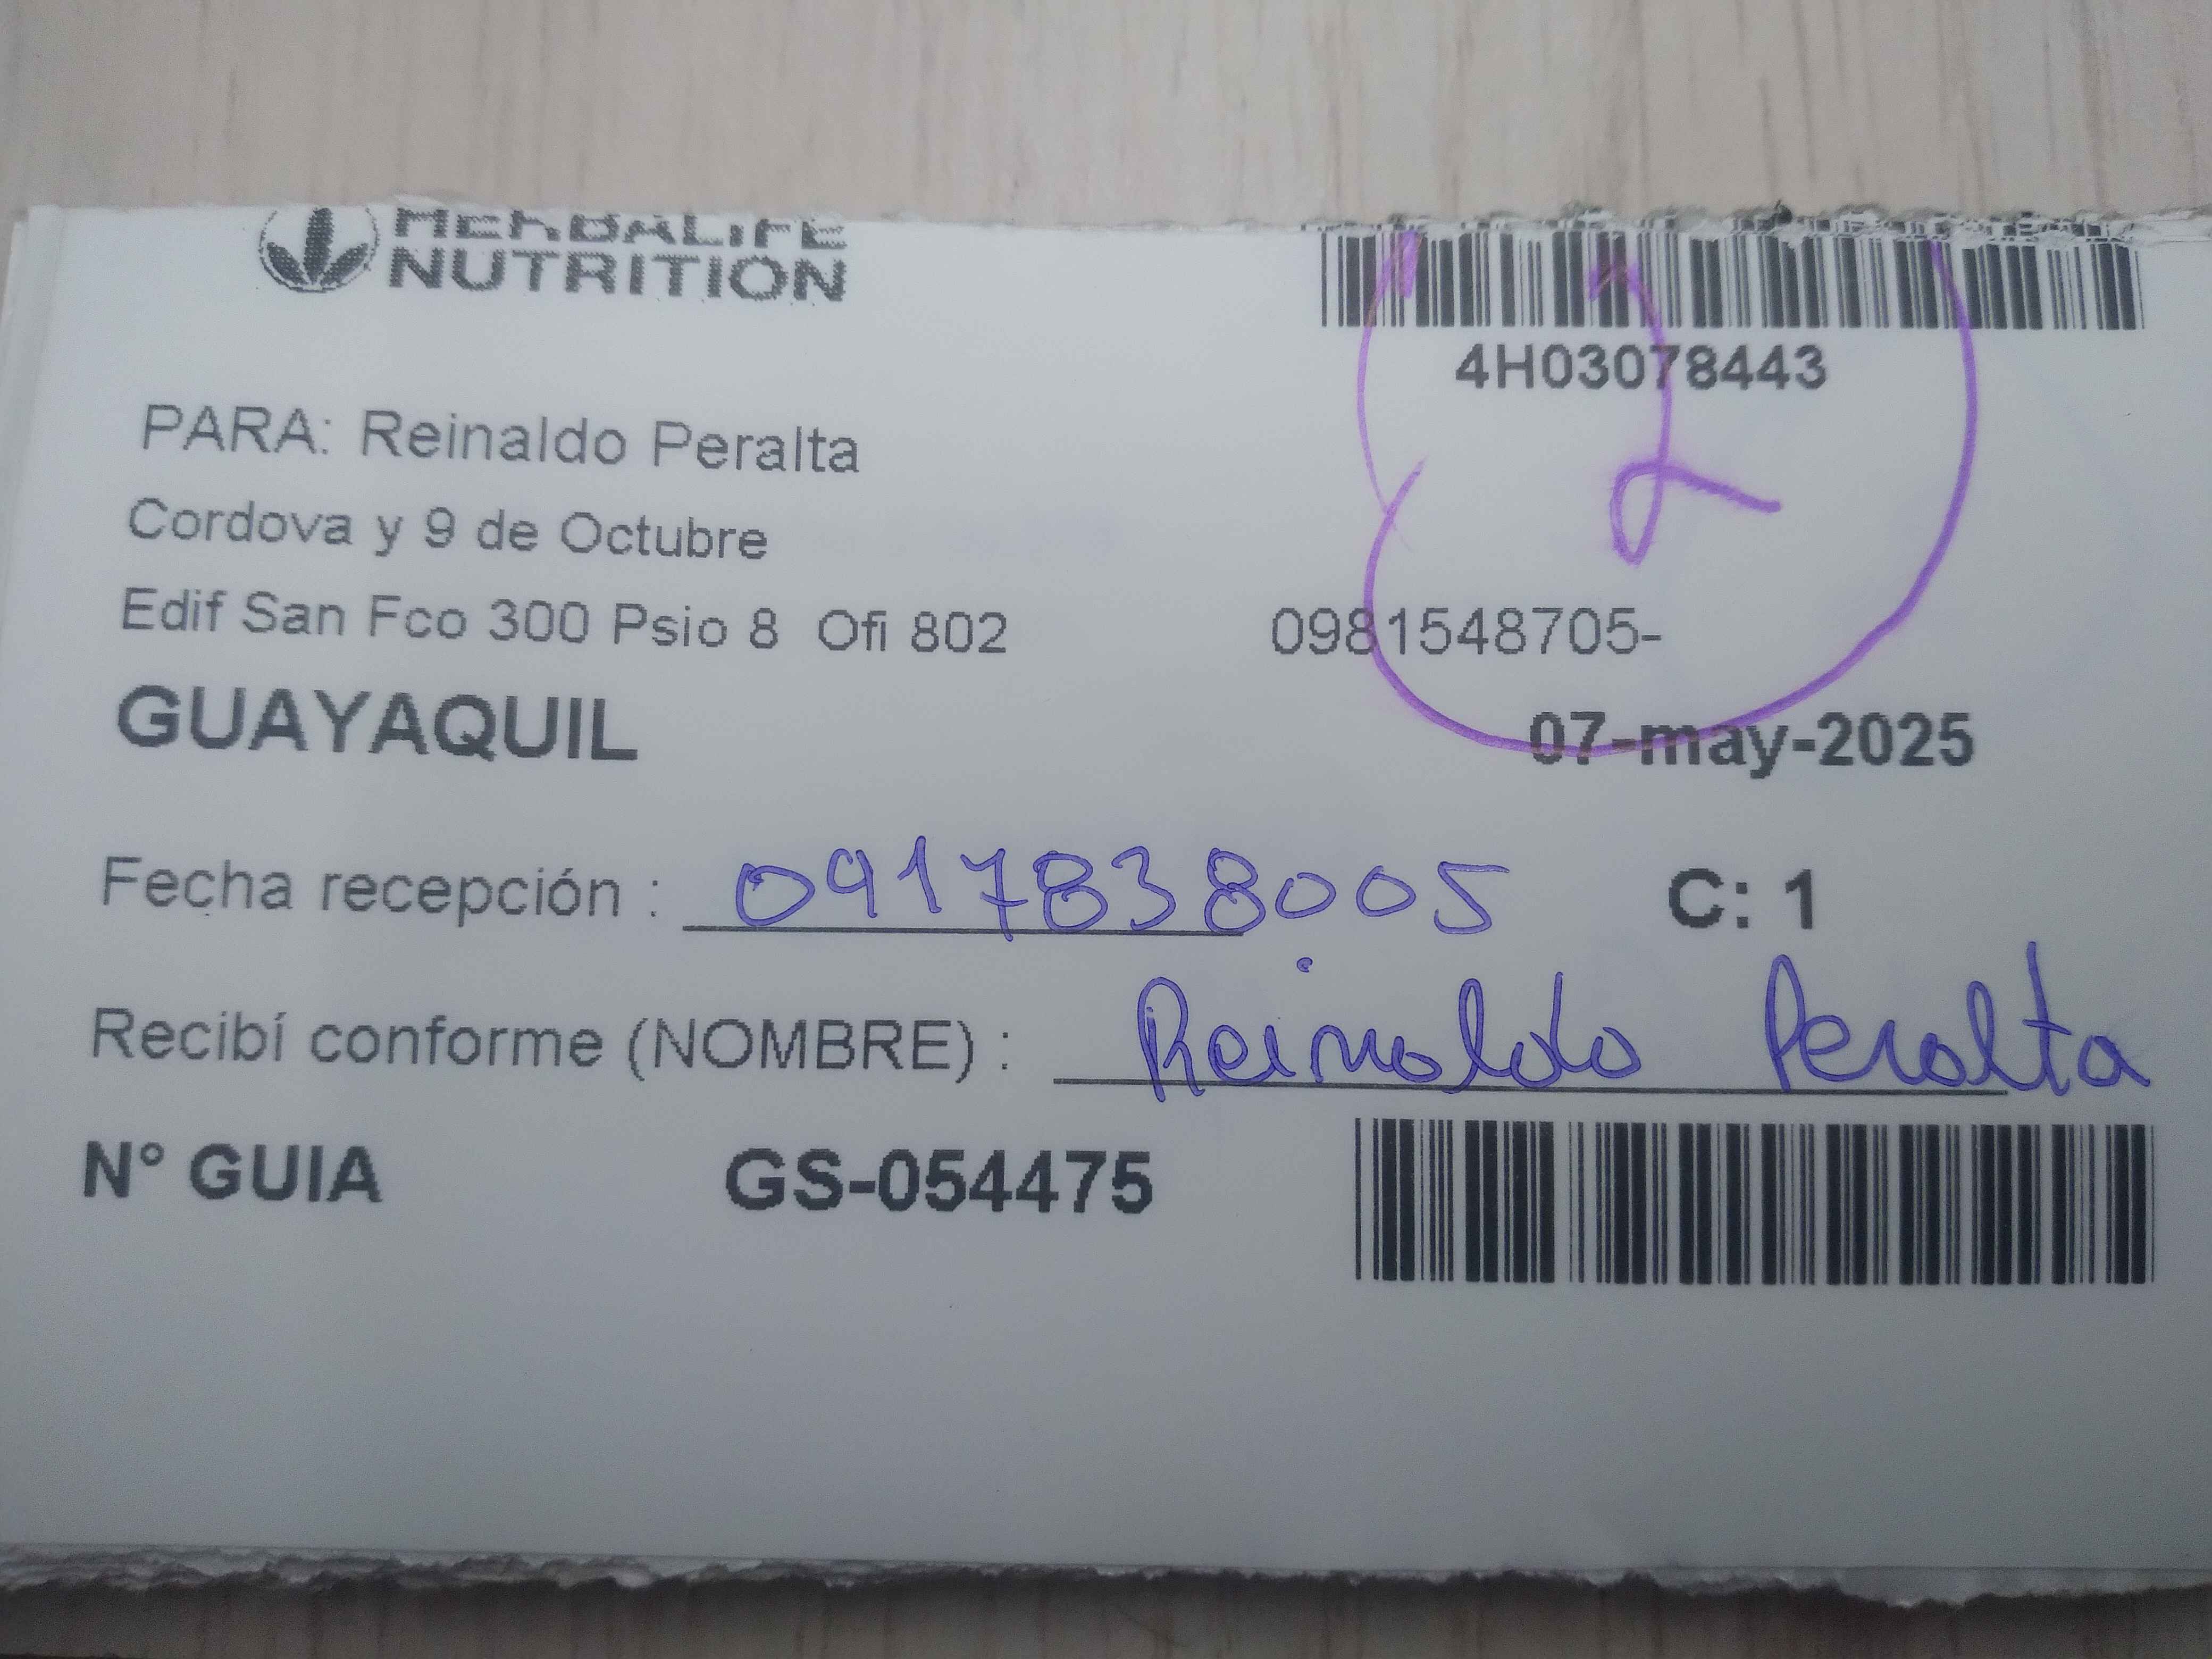 HERBALIFE
NUTRITION
4H03078443
PARA: Reinaldo Peralta
Cordova y 9 de Octubre
Edif San Fco 300 Psio 8 Ofi 802 0981548705-
GUAYAQUIL 07-may-2025
2
Fecha recepción : 0917838005 C: 1
Recibí conforme (NOMBRE) : Reinaldo Peralta
N° GUIA GS-054475